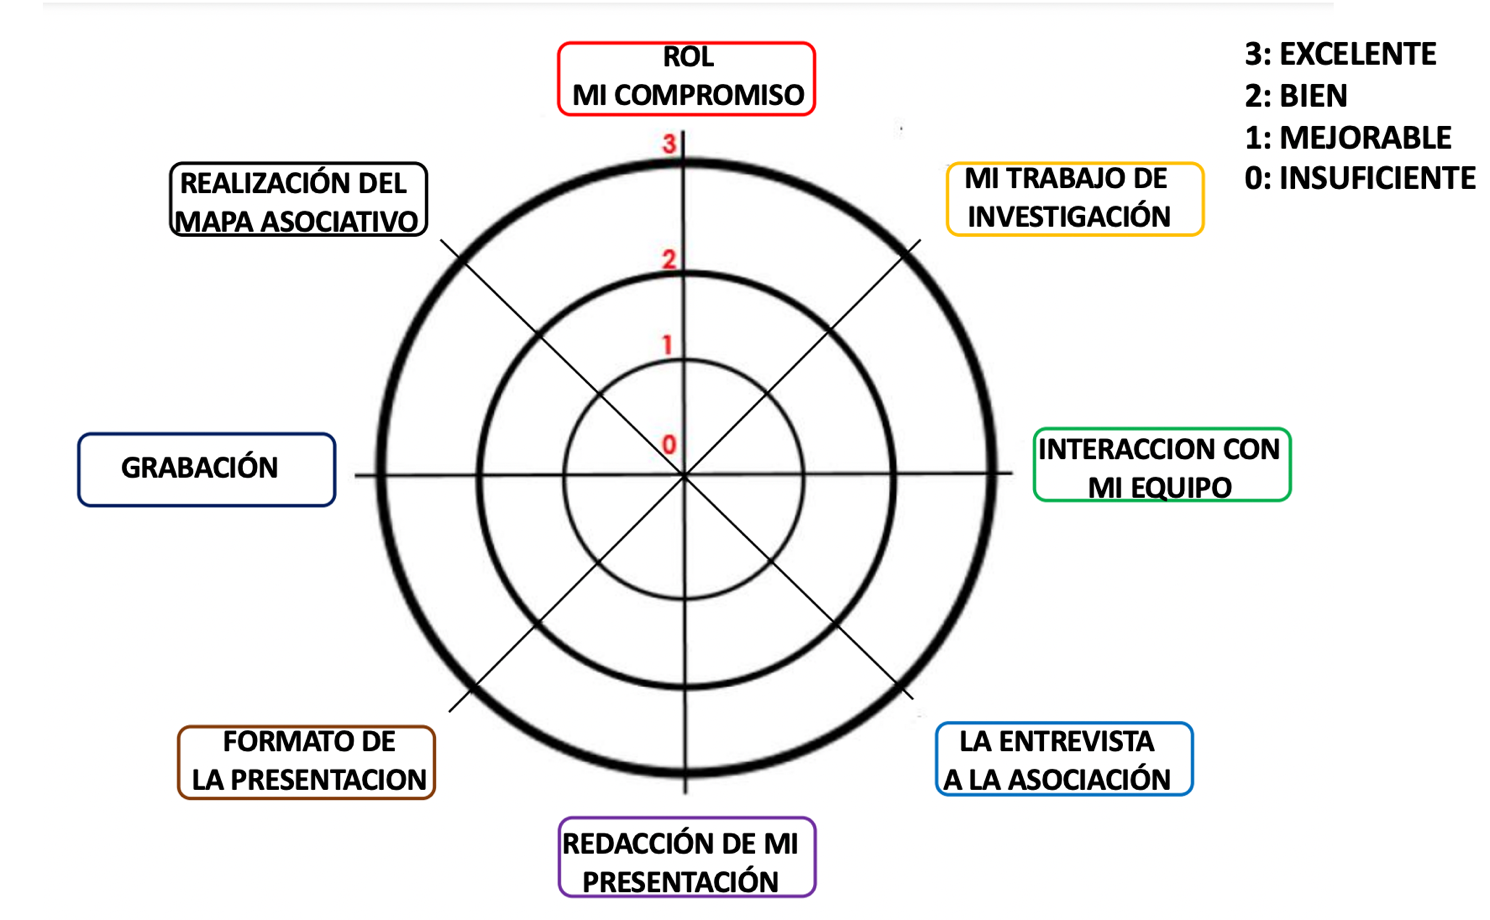 ROL
MI COMPROMISO
3: EXCELENTE
2: BIEN
1: MEJORABLE
0: INSUFICIENTE
REALIZACIÓN DEL
MAPA ASOCIATIVO
MI TRABAJO DE
INVESTIGACIÓN
3
2
1
0
GRABACIÓN
INTERACCION CON
MI EQUIPO
FORMATO DE
LA PRESENTACION
LA ENTREVISTA
A LA ASOCIACIÓN
REDACCIÓN DE MI
PRESENTACIÓN